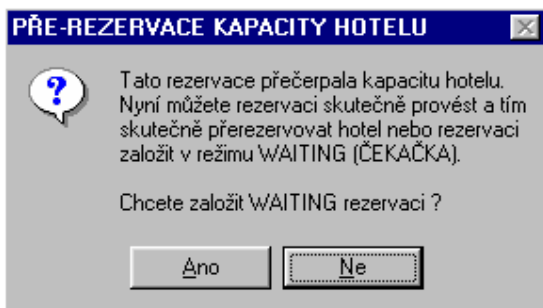 PŘE-REZERVACE KAPACITY HOTELU
Tato rezervace přečerpala kapacitu hotelu.
Nyní můžete rezervaci skutečně provést a tím
skutečně přerezervovat hotel nebo rezervaci
založit v režimu WAITING (ČEKAČKA).
Chcete založit WAITING rezervaci ?
Ano
Ne